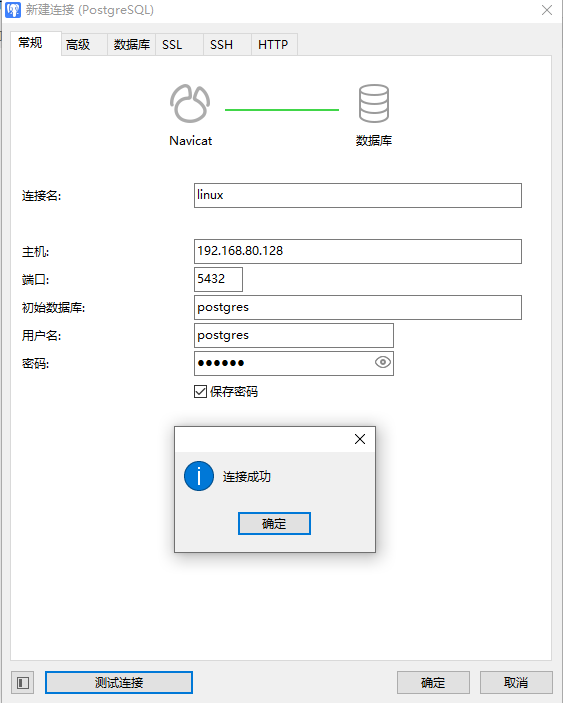 新建连接 (PostgreSQL)
常规 高级 数据库 SSL SSH HTTP
Navicat 数据库
连接名: linux
主机: 192.168.80.128
端口: 5432
初始数据库: postgres
用户名: postgres
密码: ●●●●●●
保存密码
连接成功
确定
测试连接 确定 取消